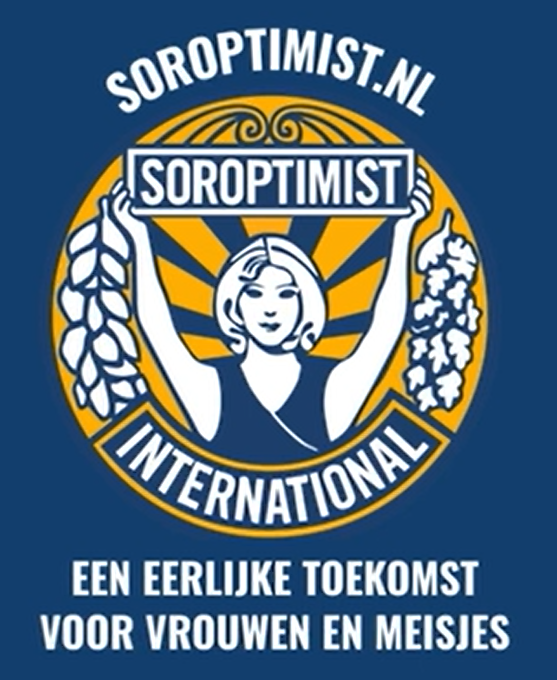 SOROPTIMIST.NL
SOROPTIMIST
INTERNATIONAL
EEN EERLIJKE TOEKOMST
VOOR VROUWEN EN MEISJES